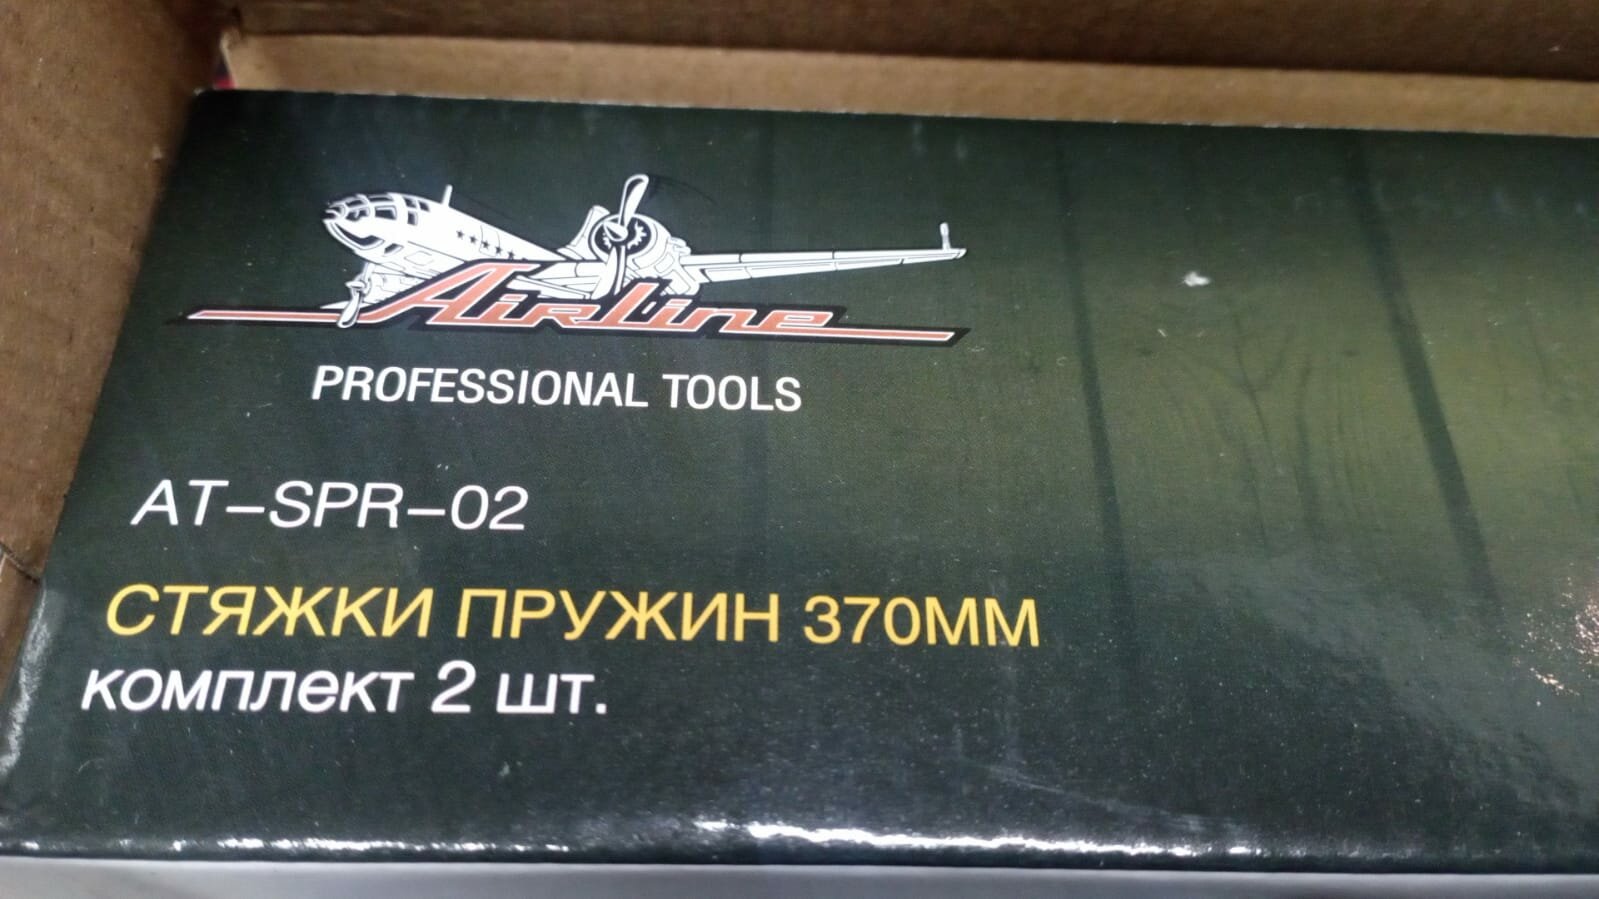 AirLine
PROFESSIONAL TOOLS
AT-SPR-02
СТЯЖКИ ПРУЖИН 370ММ
комплект 2 шт.